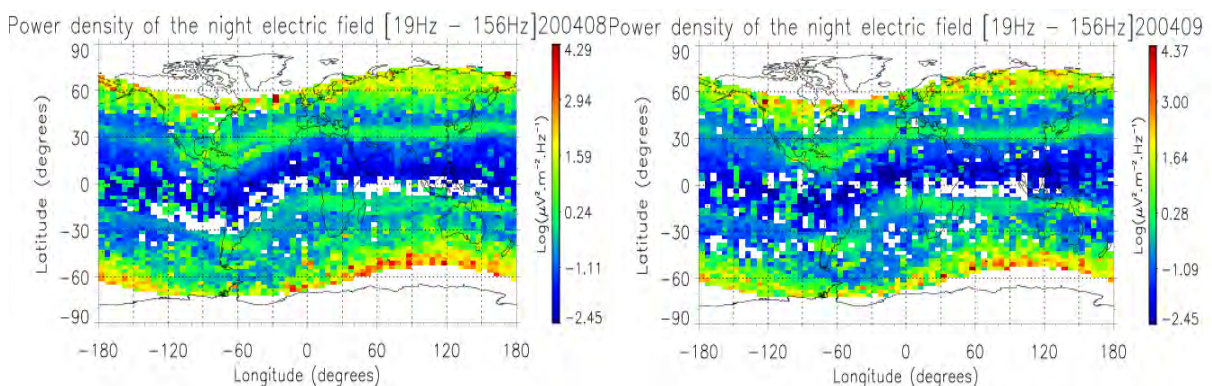 Power density of the night electric field [19Hz − 156Hz]200408
90
60
30
0
−30
−60
−90
Latitude (degrees)
−180 −120 −60 0 60 120 180
Longitude (degrees)
4.29
2.94
1.59
0.24
−1.11
−2.45
Log(μV².m⁻².Hz⁻¹)
Power density of the night electric field [19Hz − 156Hz]200409
90
60
30
0
−30
−60
−90
Latitude (degrees)
−180 −120 −60 0 60 120 180
Longitude (degrees)
4.37
3.00
1.64
0.28
−1.09
−2.45
Log(μV².m⁻².Hz⁻¹)